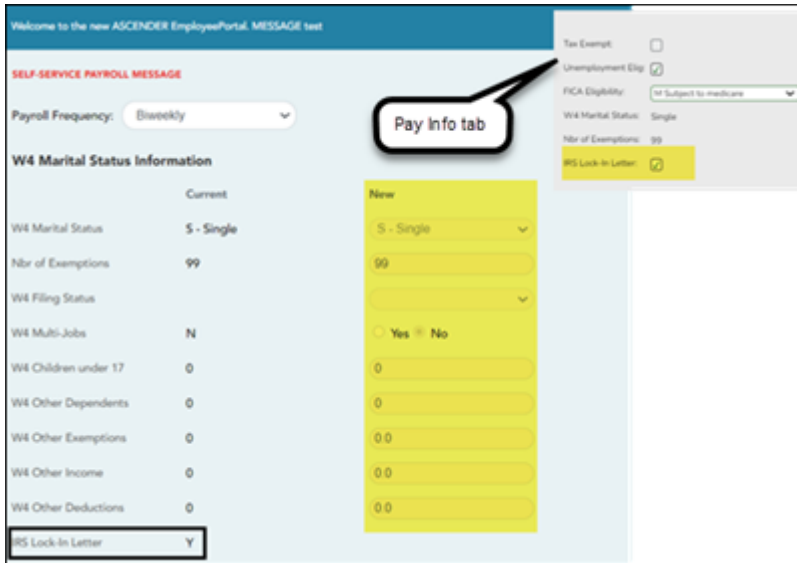 Welcome to the new ASCENDER EmployeePortal. MESSAGE test
SELF-SERVICE PAYROLL MESSAGE
Payroll Frequency: Biweekly
W4 Marital Status Information
Current New
W4 Marital Status S - Single S - Single
Nbr of Exemptions 99 99
W4 Filing Status
W4 Multi-Jobs N Yes No
W4 Children under 17 0 0
W4 Other Dependents 0 0
W4 Other Exemptions 0 0.0
W4 Other Income 0 0.0
W4 Other Deductions 0 0.0
IRS Lock-In Letter Y
Pay Info tab
Tax Exempt:
Unemployment Elig:
FICA Eligibility: M Subject to medicare
W4 Marital Status: Single
Nbr of Exemptions: 99
IRS Lock-In Letter: